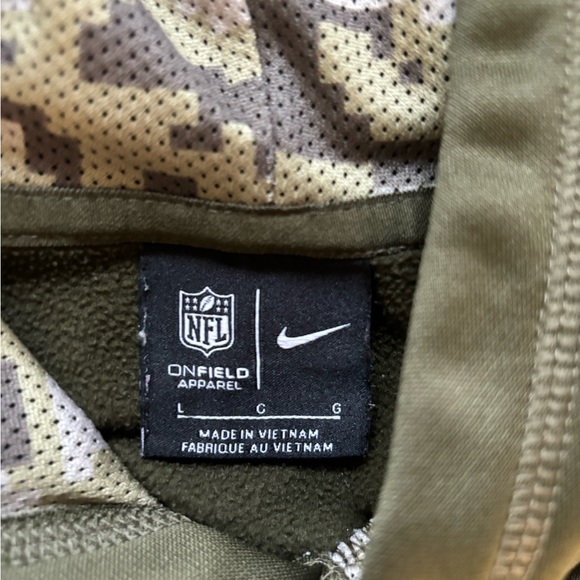 NFL
ONFIELD
APPAREL
L C G
MADE IN VIETNAM
FABRIQUE AU VIETNAM